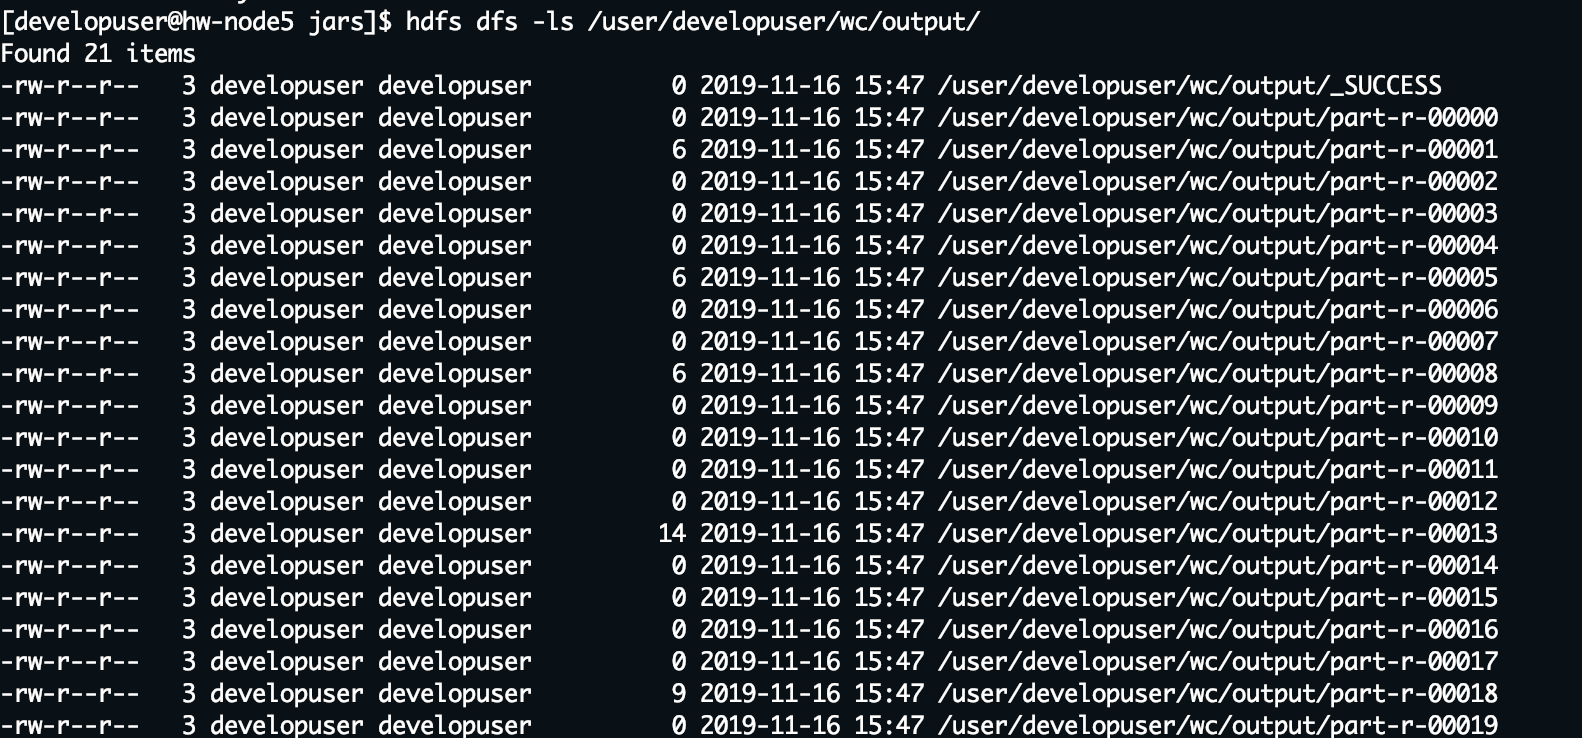 [developuser@hw-node5 jars]$ hdfs dfs -ls /user/developuser/wc/output/
Found 21 items
-rw-r--r--   3 developuser developuser          0 2019-11-16 15:47 /user/developuser/wc/output/_SUCCESS
-rw-r--r--   3 developuser developuser          0 2019-11-16 15:47 /user/developuser/wc/output/part-r-00000
-rw-r--r--   3 developuser developuser          6 2019-11-16 15:47 /user/developuser/wc/output/part-r-00001
-rw-r--r--   3 developuser developuser          0 2019-11-16 15:47 /user/developuser/wc/output/part-r-00002
-rw-r--r--   3 developuser developuser          0 2019-11-16 15:47 /user/developuser/wc/output/part-r-00003
-rw-r--r--   3 developuser developuser          0 2019-11-16 15:47 /user/developuser/wc/output/part-r-00004
-rw-r--r--   3 developuser developuser          6 2019-11-16 15:47 /user/developuser/wc/output/part-r-00005
-rw-r--r--   3 developuser developuser          0 2019-11-16 15:47 /user/developuser/wc/output/part-r-00006
-rw-r--r--   3 developuser developuser          0 2019-11-16 15:47 /user/developuser/wc/output/part-r-00007
-rw-r--r--   3 developuser developuser          6 2019-11-16 15:47 /user/developuser/wc/output/part-r-00008
-rw-r--r--   3 developuser developuser          0 2019-11-16 15:47 /user/developuser/wc/output/part-r-00009
-rw-r--r--   3 developuser developuser          0 2019-11-16 15:47 /user/developuser/wc/output/part-r-00010
-rw-r--r--   3 developuser developuser          0 2019-11-16 15:47 /user/developuser/wc/output/part-r-00011
-rw-r--r--   3 developuser developuser          0 2019-11-16 15:47 /user/developuser/wc/output/part-r-00012
-rw-r--r--   3 developuser developuser         14 2019-11-16 15:47 /user/developuser/wc/output/part-r-00013
-rw-r--r--   3 developuser developuser          0 2019-11-16 15:47 /user/developuser/wc/output/part-r-00014
-rw-r--r--   3 developuser developuser          0 2019-11-16 15:47 /user/developuser/wc/output/part-r-00015
-rw-r--r--   3 developuser developuser          0 2019-11-16 15:47 /user/developuser/wc/output/part-r-00016
-rw-r--r--   3 developuser developuser          0 2019-11-16 15:47 /user/developuser/wc/output/part-r-00017
-rw-r--r--   3 developuser developuser          9 2019-11-16 15:47 /user/developuser/wc/output/part-r-00018
-rw-r--r--   3 developuser developuser          0 2019-11-16 15:47 /user/developuser/wc/output/part-r-00019